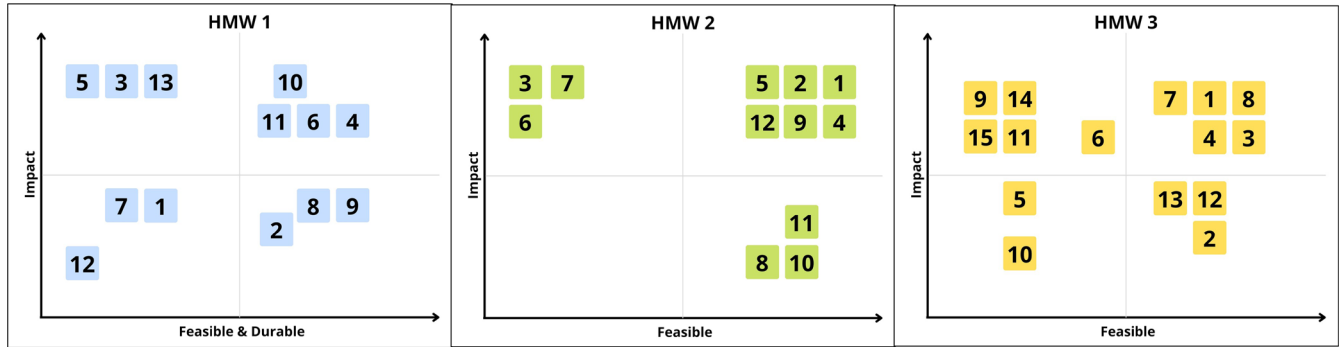 HMW 1
Impact
5 3 13
10
11 6 4
7 1
8 9
2
12
Feasible & Durable
HMW 2
Impact
3 7
5 2 1
6
12 9 4
11
8 10
Feasible
HMW 3
Impact
9 14
7 1 8
15 11
6
4 3
5
13 12
2
10
Feasible